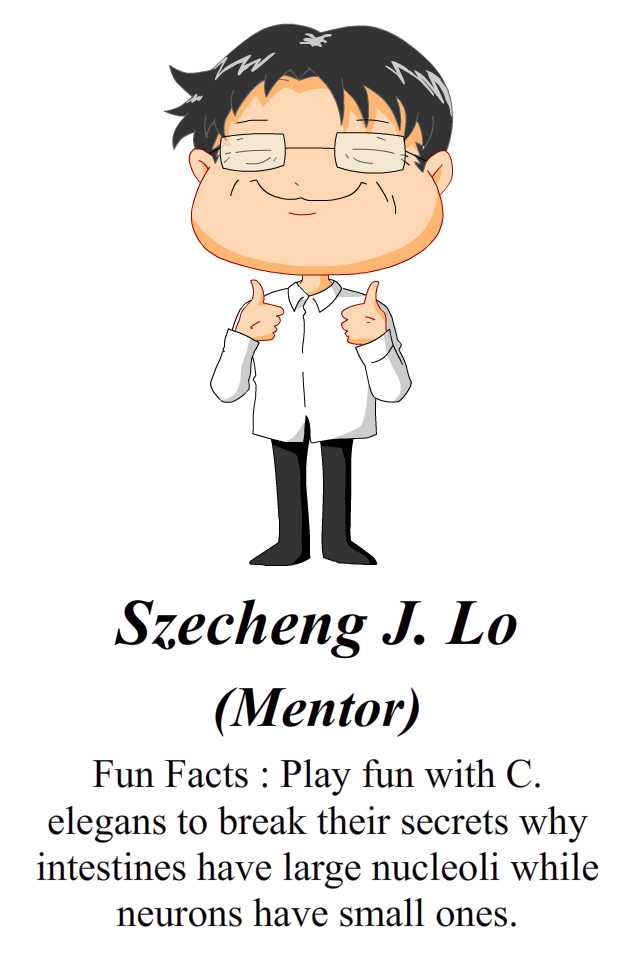 Szecheng J. Lo
(Mentor)
Fun Facts : Play fun with C.
elegans to break their secrets why
intestines have large nucleoli while
neurons have small ones.